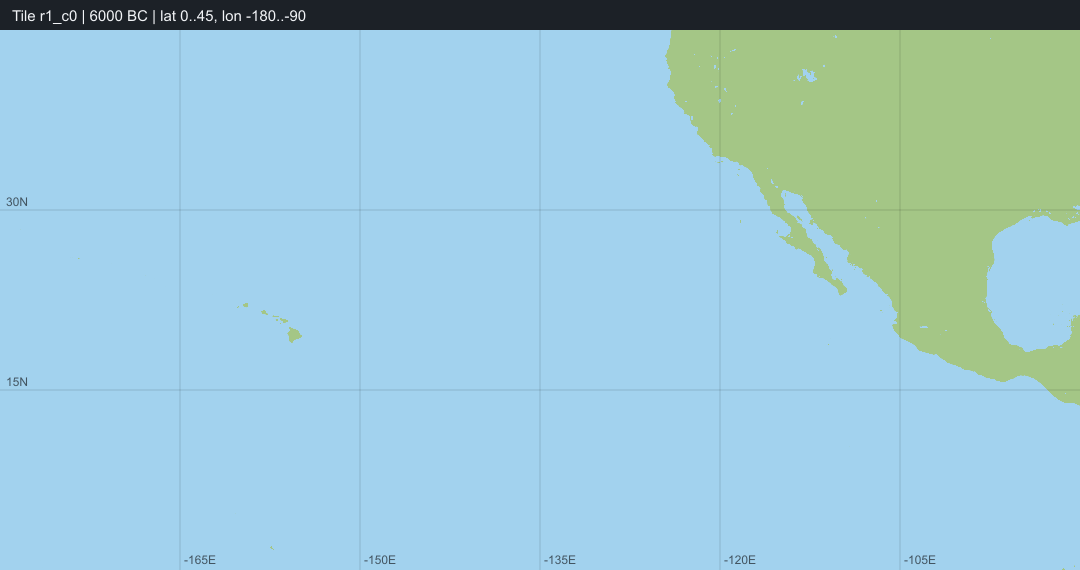 Tile r1_c0 | 6000 BC | lat 0..45, lon -180..-90
30N
15N
-165E
-150E
-135E
-120E
-105E